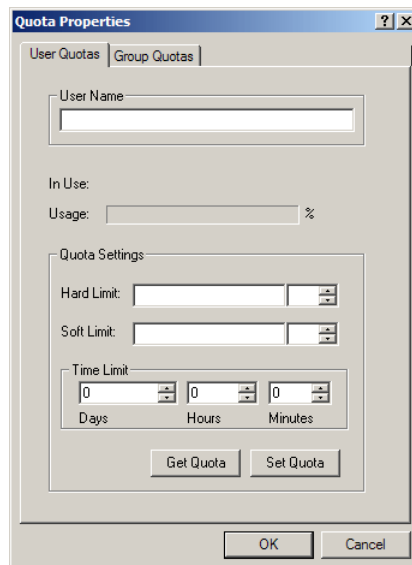 Quota Properties
User Quotas Group Quotas
User Name
In Use:
Usage: %
Quota Settings
Hard Limit:
Soft Limit:
Time Limit
0 0 0
Days Hours Minutes
Get Quota Set Quota
OK Cancel